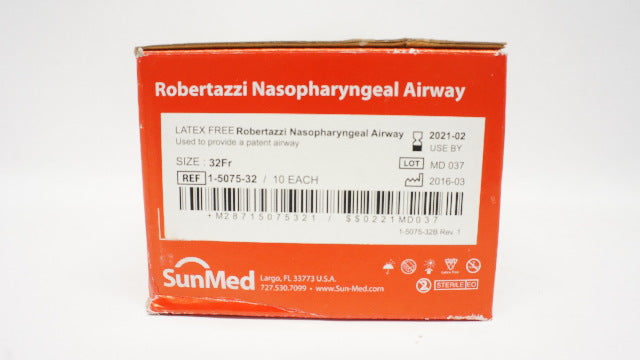 Robertazzi Nasopharyngeal Airway
LATEX FREE Robertazzi Nasopharyngeal Airway
Used to provide a patent airway
2021-02
USE BY
SIZE : 32Fr
LOT MD 037
REF 1-5075-32 / 10 EACH
2016-03
+M28715075321 / $$0221MD037
1-5075-32B Rev. 1
SunMed
Largo, FL 33773 U.S.A.
727.530.7099 • www.Sun-Med.com
STERILE EO